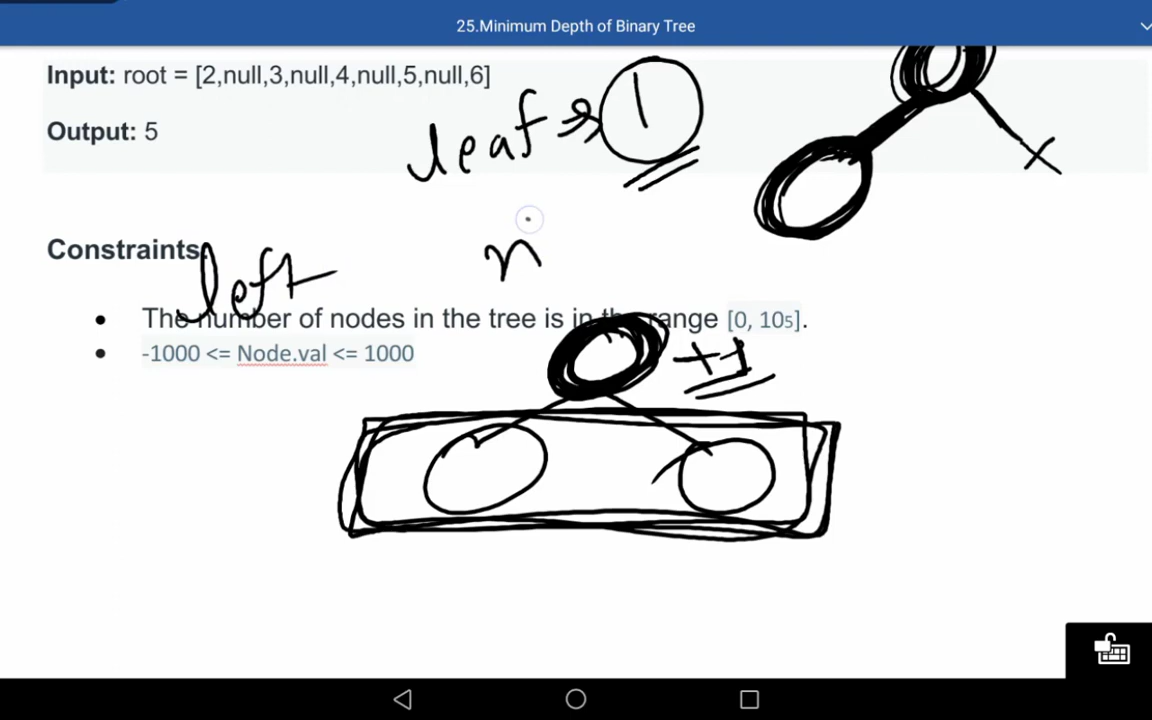 25.Minimum Depth of Binary Tree
Input: root = [2,null,3,null,4,null,5,null,6]
Output: 5
leaf => 1
Constraints:
left n
• The number of nodes in the tree is in the range [0, 105].
• -1000 <= Node.val <= 1000
+1